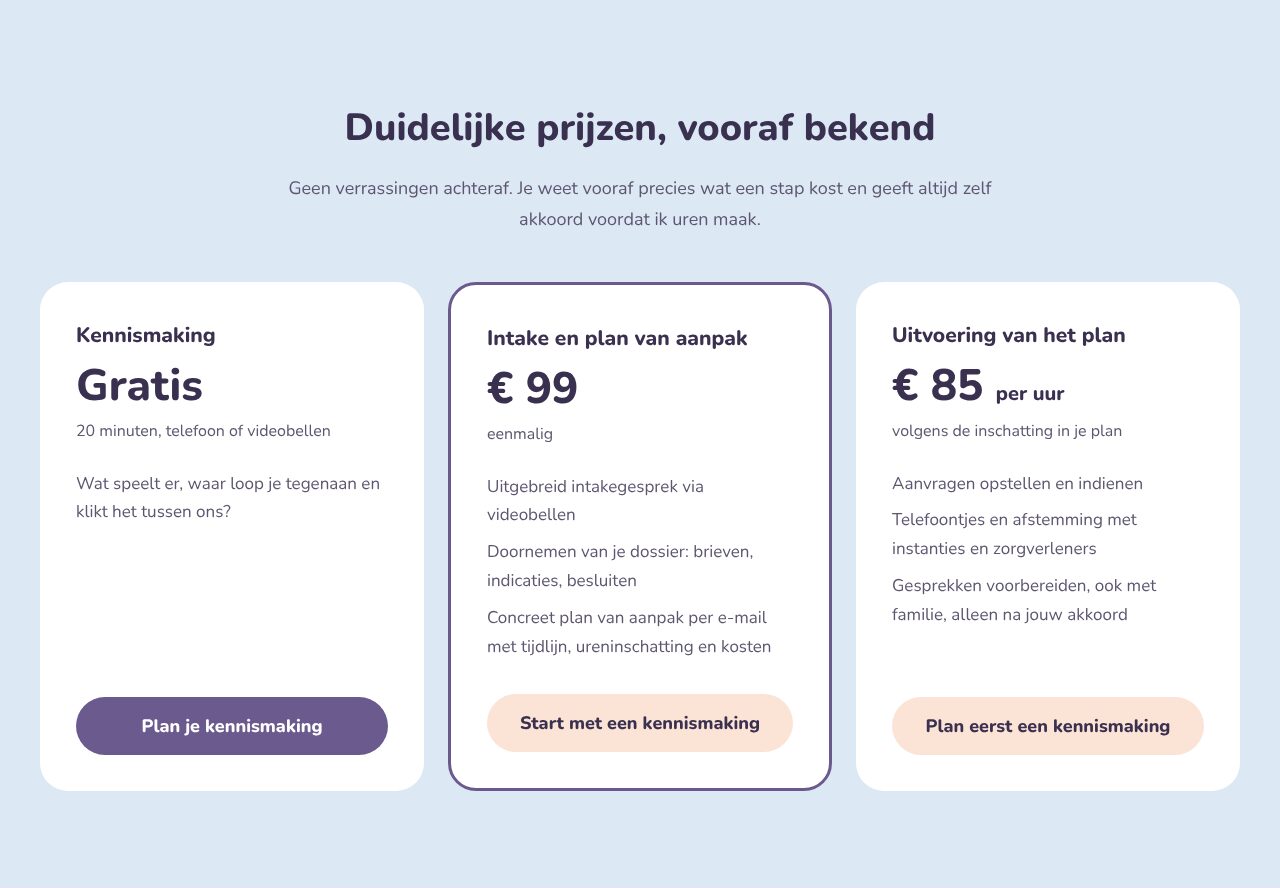 Duidelijke prijzen, vooraf bekend
Geen verrassingen achteraf. Je weet vooraf precies wat een stap kost en geeft altijd zelf
akkoord voordat ik uren maak.
Kennismaking
Gratis
20 minuten, telefoon of videobellen
Wat speelt er, waar loop je tegenaan en
klikt het tussen ons?
Plan je kennismaking
Intake en plan van aanpak
€ 99
eenmalig
Uitgebreid intakegesprek via
videobellen
Doornemen van je dossier: brieven,
indicaties, besluiten
Concreet plan van aanpak per e-mail
met tijdlijn, ureninschatting en kosten
Start met een kennismaking
Uitvoering van het plan
€ 85 per uur
volgens de inschatting in je plan
Aanvragen opstellen en indienen
Telefoontjes en afstemming met
instanties en zorgverleners
Gesprekken voorbereiden, ook met
familie, alleen na jouw akkoord
Plan eerst een kennismaking